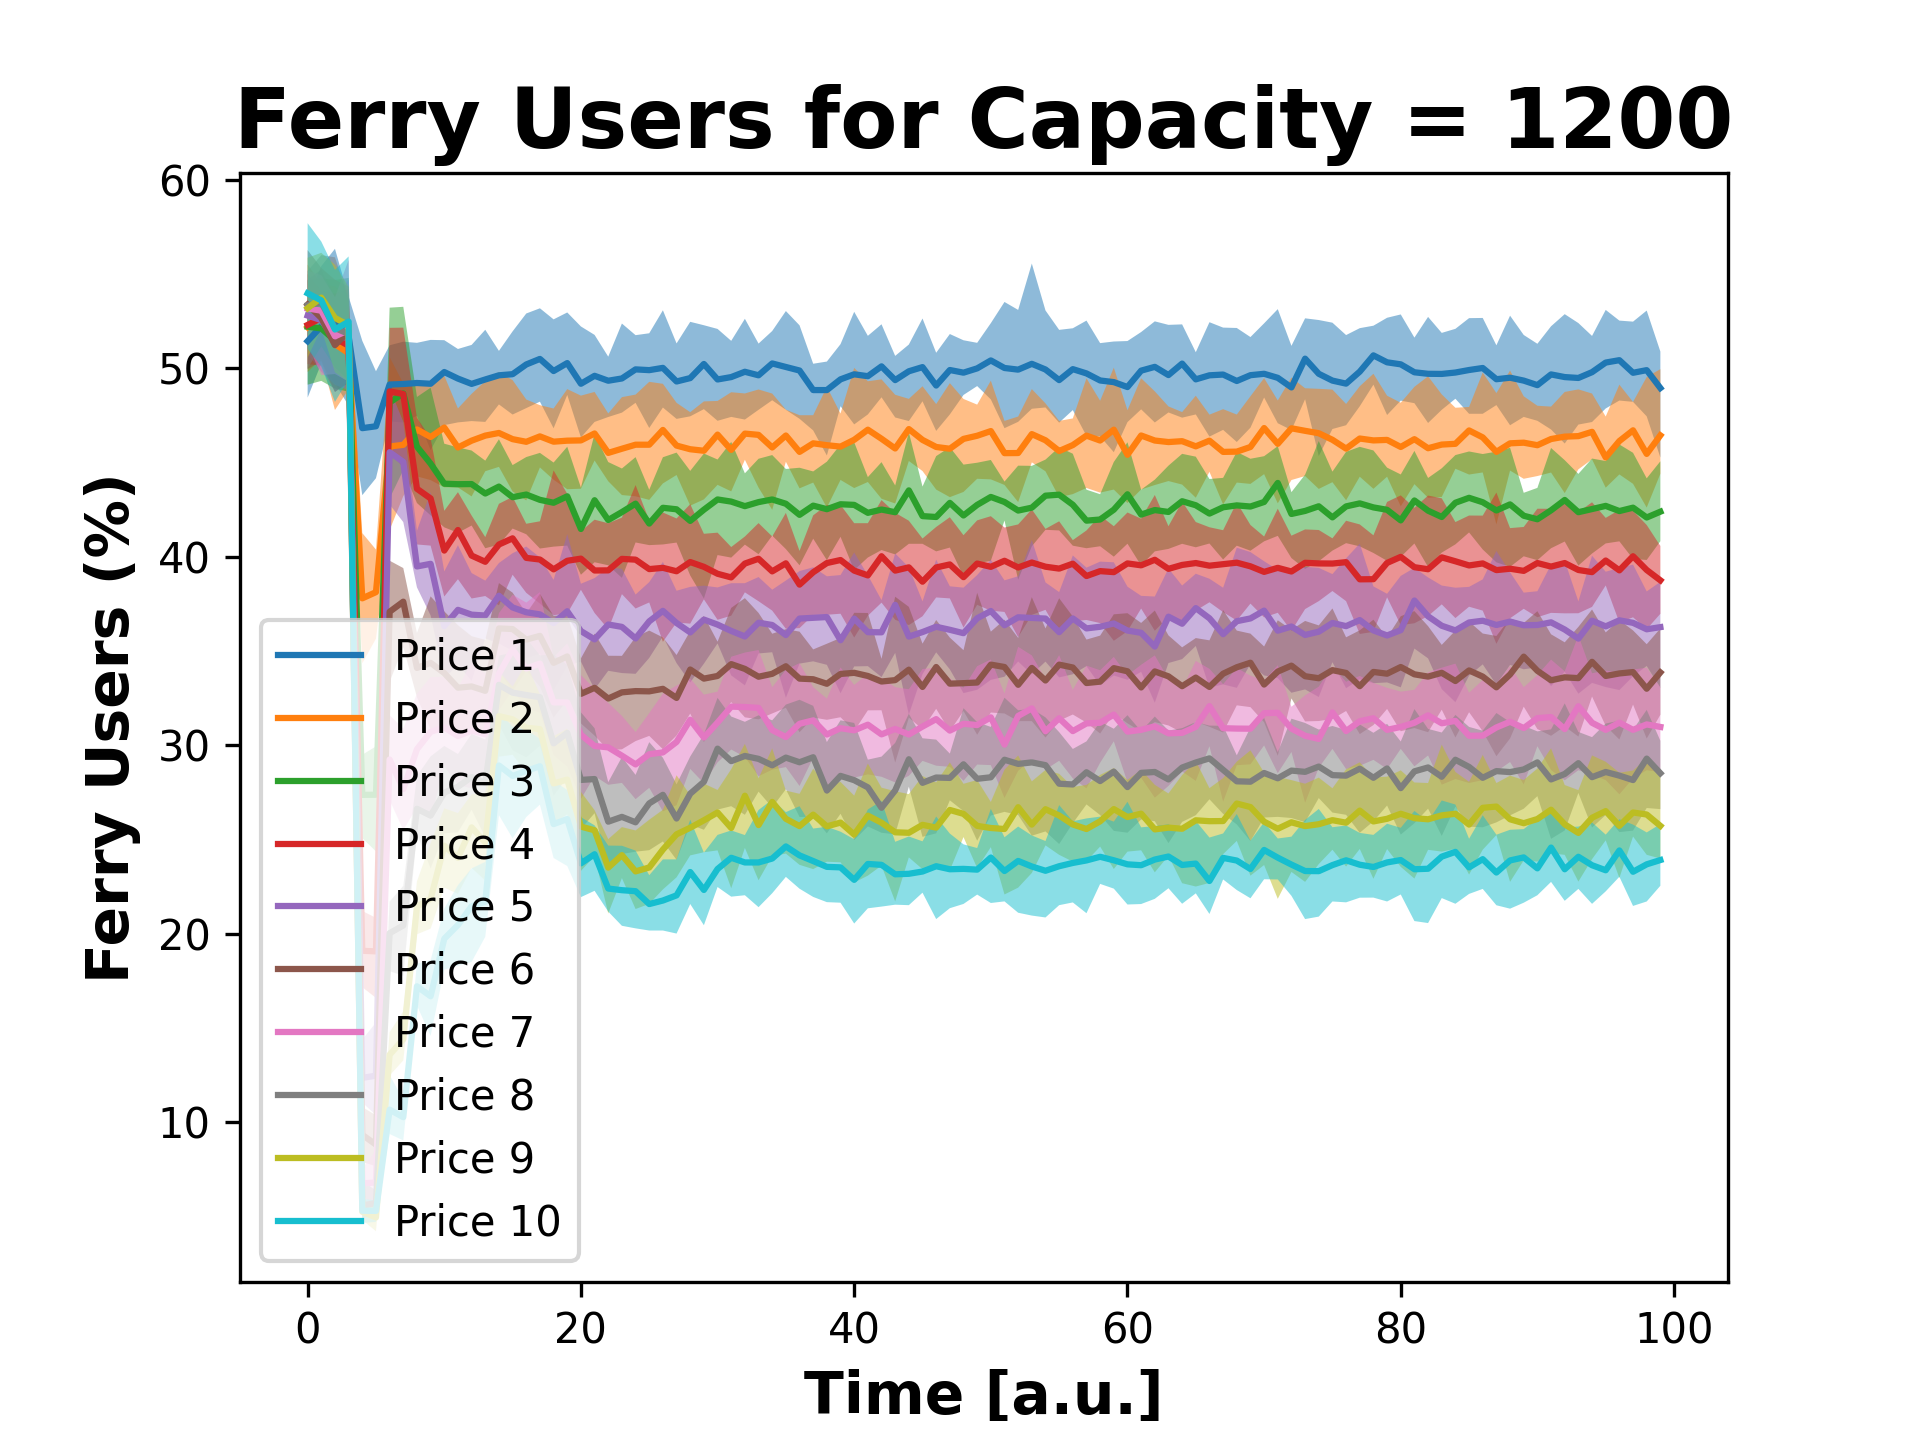 Ferry Users for Capacity = 1200
Ferry Users (%)
60
50
40
30
20
10
Price 1
Price 2
Price 3
Price 4
Price 5
Price 6
Price 7
Price 8
Price 9
Price 10
0 20 40 60 80 100
Time [a.u.]